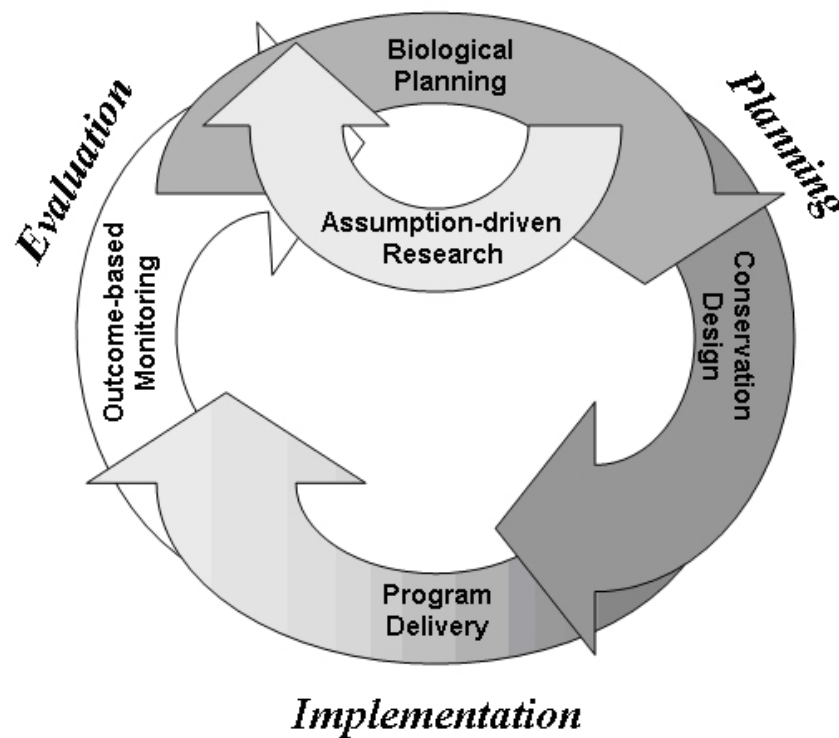 Biological
Planning
Planning
Evaluation
Assumption-driven
Research
Conservation
Design
Outcome-based
Monitoring
Program
Delivery
Implementation